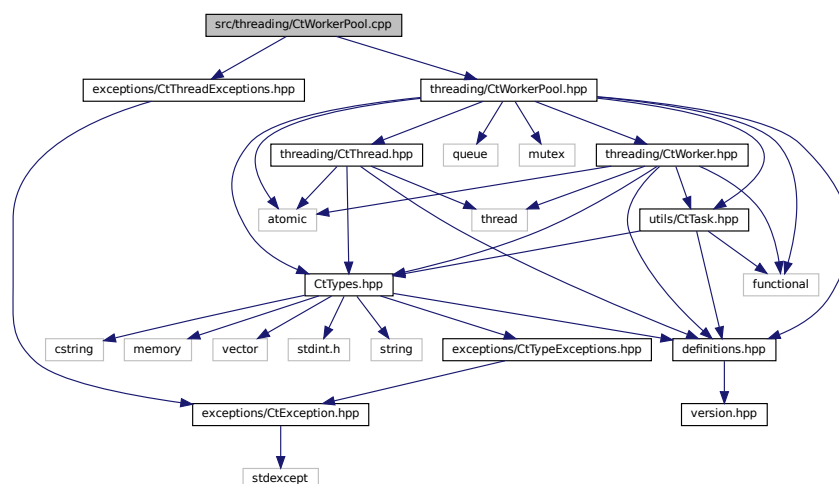 src/threading/CtWorkerPool.cpp
exceptions/CtThreadExceptions.hpp
threading/CtWorkerPool.hpp
threading/CtThread.hpp
queue
mutex
threading/CtWorker.hpp
atomic
thread
utils/CtTask.hpp
CtTypes.hpp
functional
cstring
memory
vector
stdint.h
string
exceptions/CtTypeExceptions.hpp
definitions.hpp
exceptions/CtException.hpp
version.hpp
stdexcept